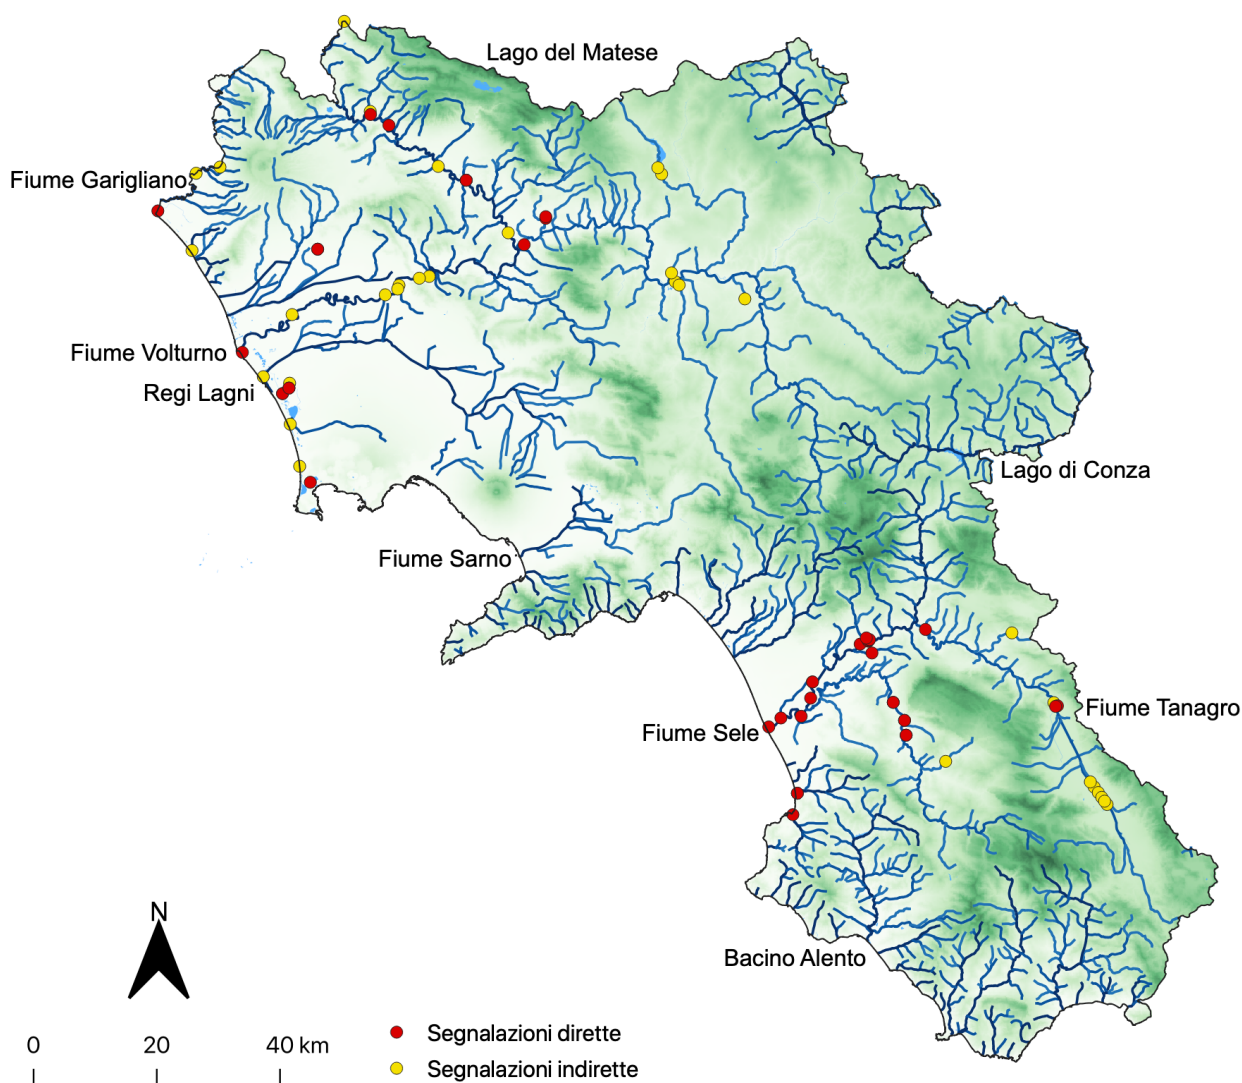 Lago del Matese
Fiume Garigliano
Fiume Volturno
Regi Lagni
Lago di Conza
Fiume Sarno
Fiume Tanagro
Fiume Sele
N
Bacino Alento
Segnalazioni dirette
0 20 40 km
Segnalazioni indirette